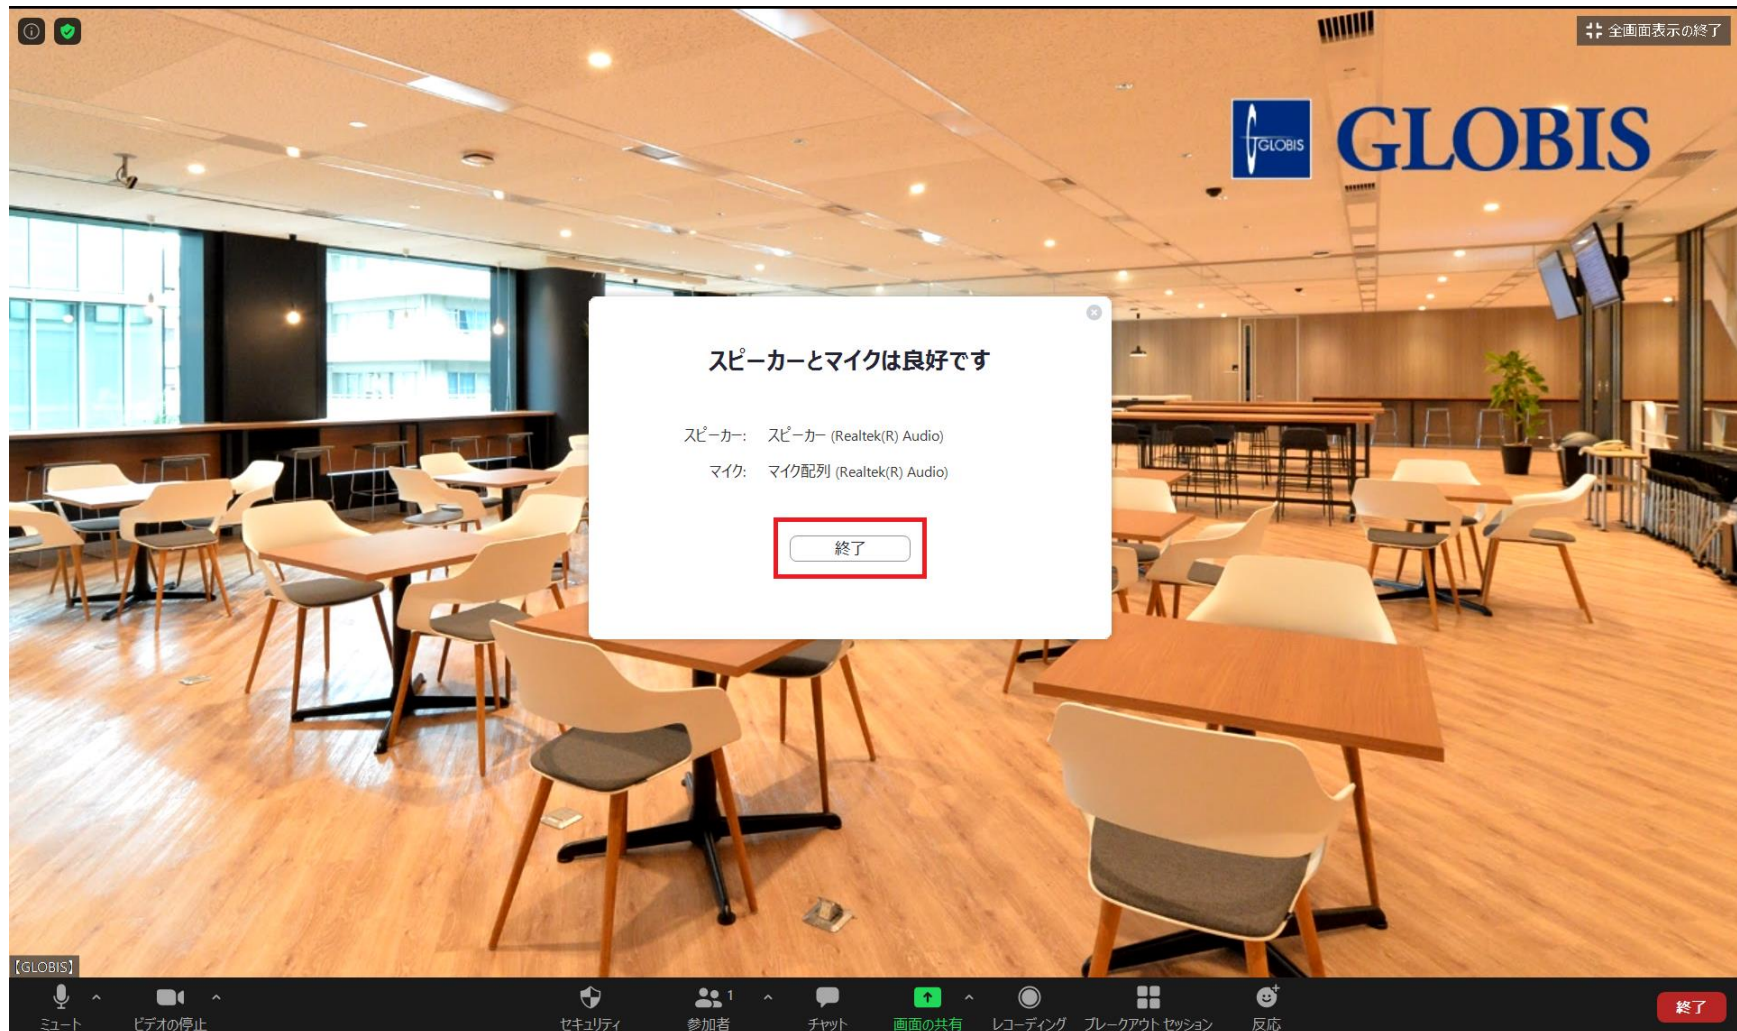 全画面表示の終了
GLOBIS GLOBIS
スピーカーとマイクは良好です
スピーカー: スピーカー (Realtek(R) Audio)
マイク: マイク配列 (Realtek(R) Audio)
終了
【GLOBIS】
1
ミュート ビデオの停止 セキュリティ 参加者 チャット 画面の共有 レコーディング ブレークアウト セッション 反応 終了